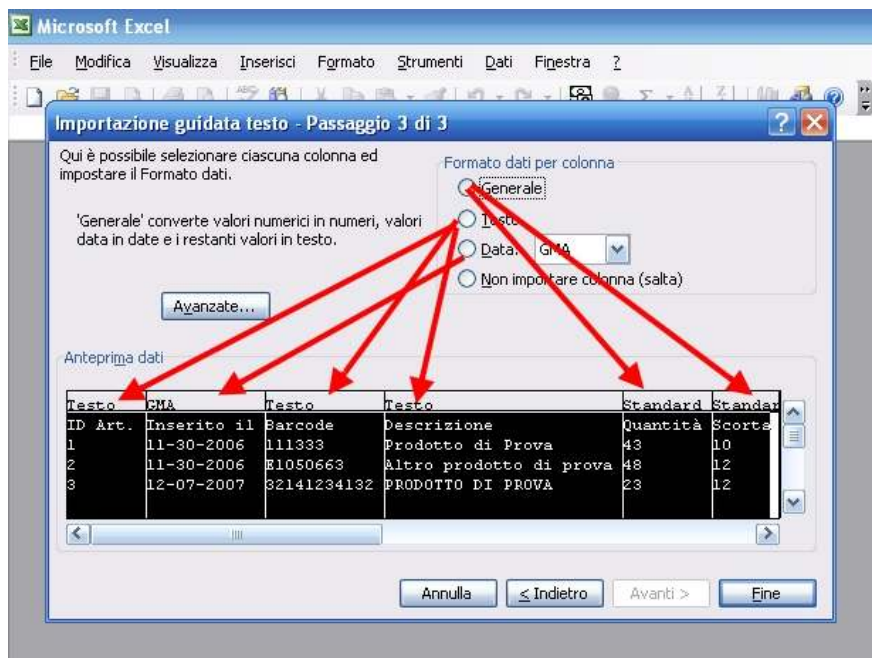 Microsoft Excel
File Modifica Visualizza Inserisci Formato Strumenti Dati Finestra ?
Importazione guidata testo - Passaggio 3 di 3
Qui è possibile selezionare ciascuna colonna ed
impostare il Formato dati.
'Generale' converte valori numerici in numeri, valori
data in date e i restanti valori in testo.
Avanzate...
Formato dati per colonna
Generale
Testo
Data: GMA
Non importare colonna (salta)
Anteprima dati
Testo GMA Testo Testo Standard Standar
ID Art. Inserito il Barcode Descrizione Quantità Scorta
1 11-30-2006 111333 Prodotto di Prova 43 10
2 11-30-2006 E1050663 Altro prodotto di prova 48 12
3 12-07-2007 32141234132 PRODOTTO DI PROVA 23 12
Annulla < Indietro Avanti > Fine